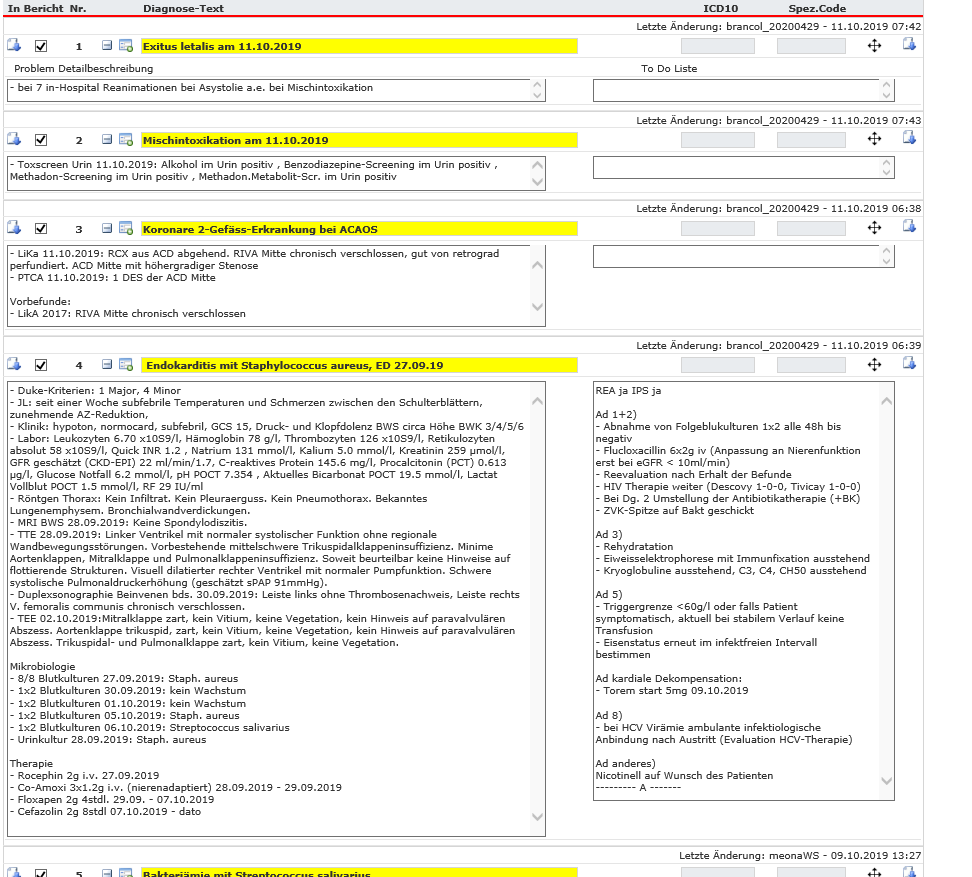 In Bericht Nr. Diagnose-Text ICD10 Spez.Code
Letzte Änderung: brancol_20200429 - 11.10.2019 07:42
1 Exitus letalis am 11.10.2019
Problem Detailbeschreibung To Do Liste
- bei 7 in-Hospital Reanimationen bei Asystolie a.e. bei Mischintoxikation
Letzte Änderung: brancol_20200429 - 11.10.2019 07:43
2 Mischintoxikation am 11.10.2019
- Toxscreen Urin 11.10.2019: Alkohol im Urin positiv , Benzodiazepine-Screening im Urin positiv ,
Methadon-Screening im Urin positiv , Methadon.Metabolit-Scr. im Urin positiv
Letzte Änderung: brancol_20200429 - 11.10.2019 06:38
3 Koronare 2-Gefäss-Erkrankung bei ACAOS
- LiKa 11.10.2019: RCX aus ACD abgehend. RIVA Mitte chronisch verschlossen, gut von retrograd
perfundiert. ACD Mitte mit höhergradiger Stenose
- PTCA 11.10.2019: 1 DES der ACD Mitte
Vorbefunde:
- LikA 2017: RIVA Mitte chronisch verschlossen
Letzte Änderung: brancol_20200429 - 11.10.2019 06:39
4 Endokarditis mit Staphylococcus aureus, ED 27.09.19
- Duke-Kriterien: 1 Major, 4 Minor
- JL: seit einer Woche subfebrile Temperaturen und Schmerzen zwischen den Schulterblättern,
zunehmende AZ-Reduktion,
- Klinik: hypoton, normocard, subfebril, GCS 15, Druck- und Klopfdolenz BWS circa Höhe BWK 3/4/5/6
- Labor: Leukozyten 6.70 x10S9/l, Hämoglobin 78 g/l, Thrombozyten 126 x10S9/l, Retikulozyten
absolut 58 x10S9/l, Quick INR 1.2 , Natrium 131 mmol/l, Kalium 5.0 mmol/l, Kreatinin 259 µmol/l,
GFR geschätzt (CKD-EPI) 22 ml/min/1.7, C-reaktives Protein 145.6 mg/l, Procalcitonin (PCT) 0.613
µg/l, Glucose Notfall 6.2 mmol/l, pH POCT 7.354 , Aktuelles Bicarbonat POCT 19.5 mmol/l, Lactat
Vollblut POCT 1.5 mmol/l, RF 29 IU/ml
- Röntgen Thorax: Kein Infiltrat. Kein Pleuraerguss. Kein Pneumothorax. Bekanntes
Lungenemphysem. Bronchialwandverdickungen.
- MRI BWS 28.09.2019: Keine Spondylodiszitis.
- TTE 28.09.2019: Linker Ventrikel mit normaler systolischer Funktion ohne regionale
Wandbewegungsstörungen. Vorbestehende mittelschwere Trikuspidalklappeninsuffizienz. Minime
Aortenklappen, Mitralklappe und Pulmonalklappeninsuffizienz. Soweit beurteilbar keine Hinweise auf
flottierende Strukturen. Visuell dilatierter rechter Ventrikel mit normaler Pumpfunktion. Schwere
systolische Pulmonaldruckerhöhung (geschätzt sPAP 91mmHg).
- Duplexsonographie Beinvenen bds. 30.09.2019: Leiste links ohne Thrombosenachweis, Leiste rechts
V. femoralis communis chronisch verschlossen.
- TEE 02.10.2019:Mitralklappe zart, kein Vitium, keine Vegetation, kein Hinweis auf paravalvulären
Abszess. Aortenklappe trikuspid, zart, kein Vitium, keine Vegetation, kein Hinweis auf paravalvulären
Abszess. Trikuspidal- und Pulmonalklappe zart, kein Vitium, keine Vegetation.
Mikrobiologie
- 8/8 Blutkulturen 27.09.2019: Staph. aureus
- 1x2 Blutkulturen 30.09.2019: kein Wachstum
- 1x2 Blutkulturen 01.10.2019: kein Wachstum
- 1x2 Blutkulturen 05.10.2019: Staph. aureus
- 1x2 Blutkulturen 06.10.2019: Streptococcus salivarius
- Urinkultur 28.09.2019: Staph. aureus
Therapie
- Rocephin 2g i.v. 27.09.2019
- Co-Amoxi 3x1.2g i.v. (nierenadaptiert) 28.09.2019 - 29.09.2019
- Floxapen 2g 4stdl. 29.09. - 07.10.2019
- Cefazolin 2g 8stdl 07.10.2019 - dato
REA ja IPS ja
Ad 1+2)
- Abnahme von Folgeblukulturen 1x2 alle 48h bis
negativ
- Flucloxacillin 6x2g iv (Anpassung an Nierenfunktion
erst bei eGFR < 10ml/min)
- Reevaluation nach Erhalt der Befunde
- HIV Therapie weiter (Descovy 1-0-0, Tivicay 1-0-0)
- Bei Dg. 2 Umstellung der Antibiotikatherapie (+BK)
- ZVK-Spitze auf Bakt geschickt
Ad 3)
- Rehydratation
- Eiweisselektrophorese mit Immunfixation ausstehend
- Kryoglobuline ausstehend, C3, C4, CH50 ausstehend
Ad 5)
- Triggergrenze <60g/l oder falls Patient
symptomatisch, aktuell bei stabilem Verlauf keine
Transfusion
- Eisenstatus erneut im infektfreien Intervall
bestimmen
Ad kardiale Dekompensation:
- Torem start 5mg 09.10.2019
Ad 8)
- bei HCV Virämie ambulante infektiologische
Anbindung nach Austritt (Evaluation HCV-Therapie)
Ad anderes)
Nicotinell auf Wunsch des Patienten
--------- A -------
Letzte Änderung: meonaWS - 09.10.2019 13:27
5 Bakteriämie mit Streptococcus salivarius